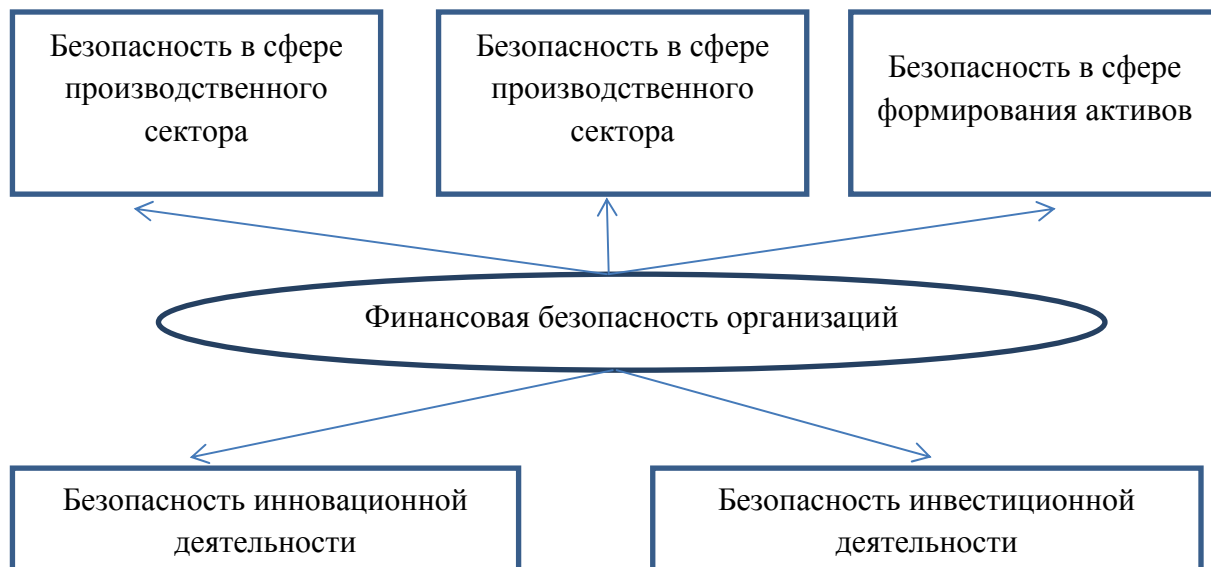 Безопасность в сфере
производственного
сектора
Безопасность в сфере
производственного
сектора
Безопасность в сфере
формирования активов
Финансовая безопасность организаций
Безопасность инновационной
деятельности
Безопасность инвестиционной
деятельности